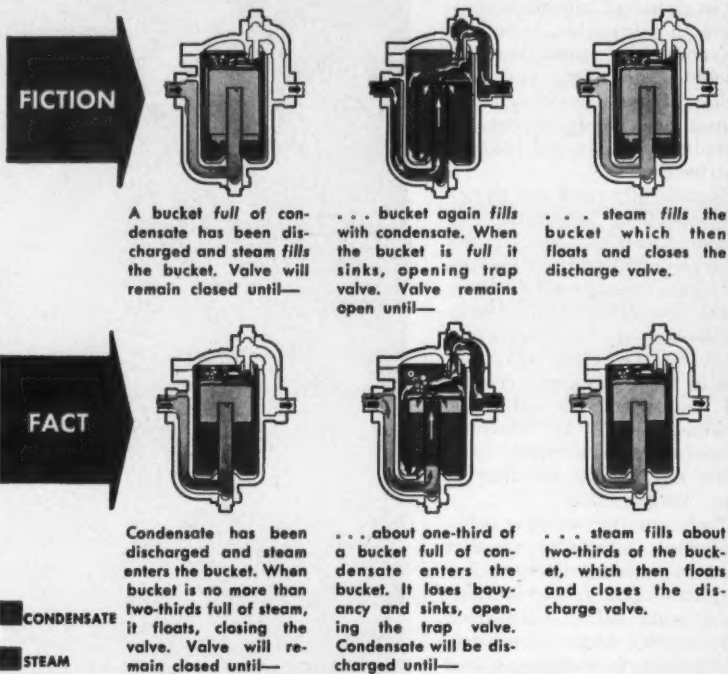 FICTION
A bucket full of con-
densate has been dis-
charged and steam fills
the bucket. Valve will
remain closed until—
. . . bucket again fills
with condensate. When
the bucket is full it
sinks, opening trap
valve. Valve remains
open until—
. . . steam fills the
bucket which then
floats and closes the
discharge valve.
FACT
Condensate has been
discharged and steam
enters the bucket. When
bucket is no more than
two-thirds full of steam,
it floats, closing the
valve. Valve will re-
main closed until—
. . . about one-third of
a bucket full of con-
densate enters the
bucket. It loses bouy-
ancy and sinks, open-
ing the trap valve.
Condensate will be dis-
charged until—
. . . steam fills about
two-thirds of the buck-
et, which then floats
and closes the dis-
charge valve.
CONDENSATE
STEAM